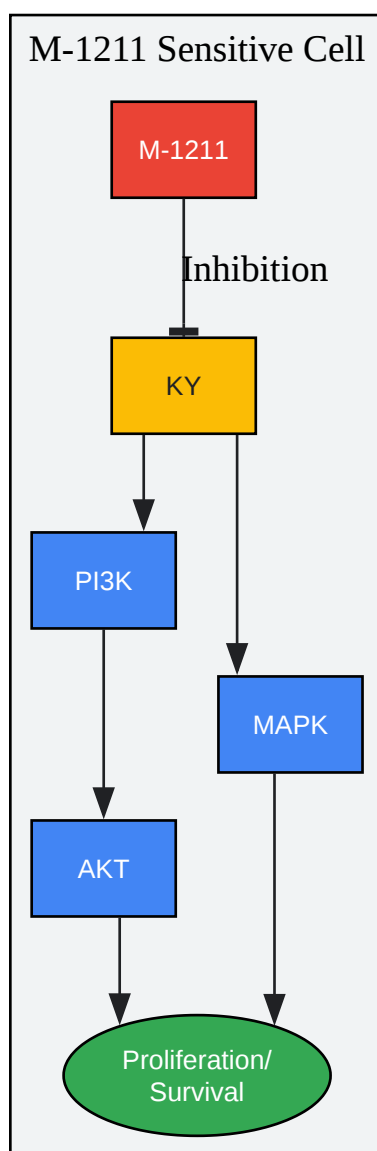 M-1211 Sensitive Cell
M-1211
Inhibition
KY
PI3K
MAPK
AKT
Proliferation/
Survival